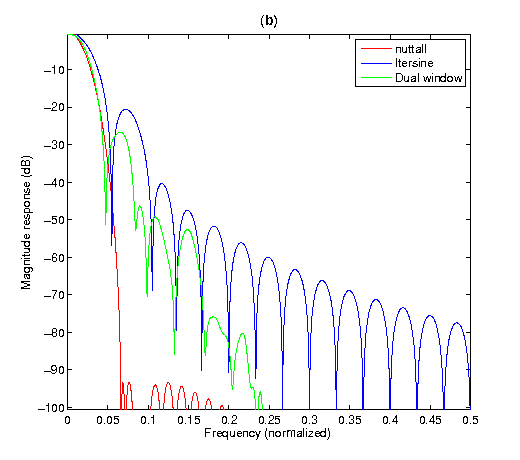 (b)
nuttall
Itersine
Dual window
−10
−20
−30
−40
−50
−60
−70
−80
−90
−100
Magnitude response (dB)
0 0.05 0.1 0.15 0.2 0.25 0.3 0.35 0.4 0.45 0.5
Frequency (normalized)